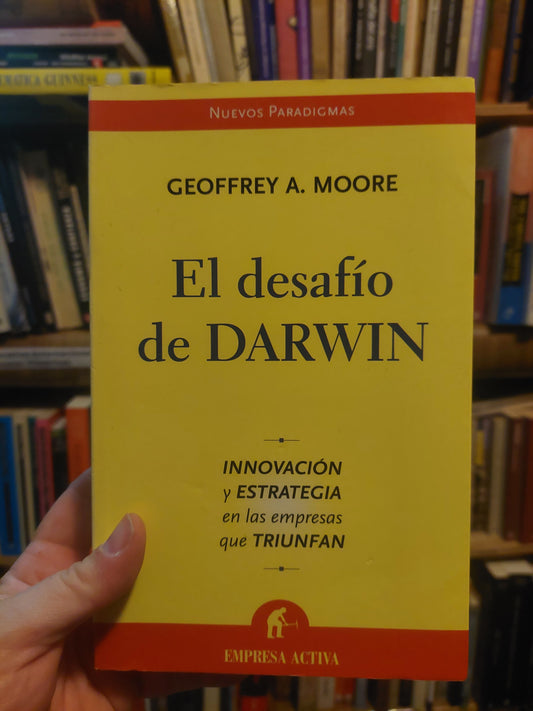 NUEVOS PARADIGMAS
GEOFFREY A. MOORE
El desafío
de DARWIN
INNOVACIÓN
y ESTRATEGIA
en las empresas
que TRIUNFAN
EMPRESA ACTIVA